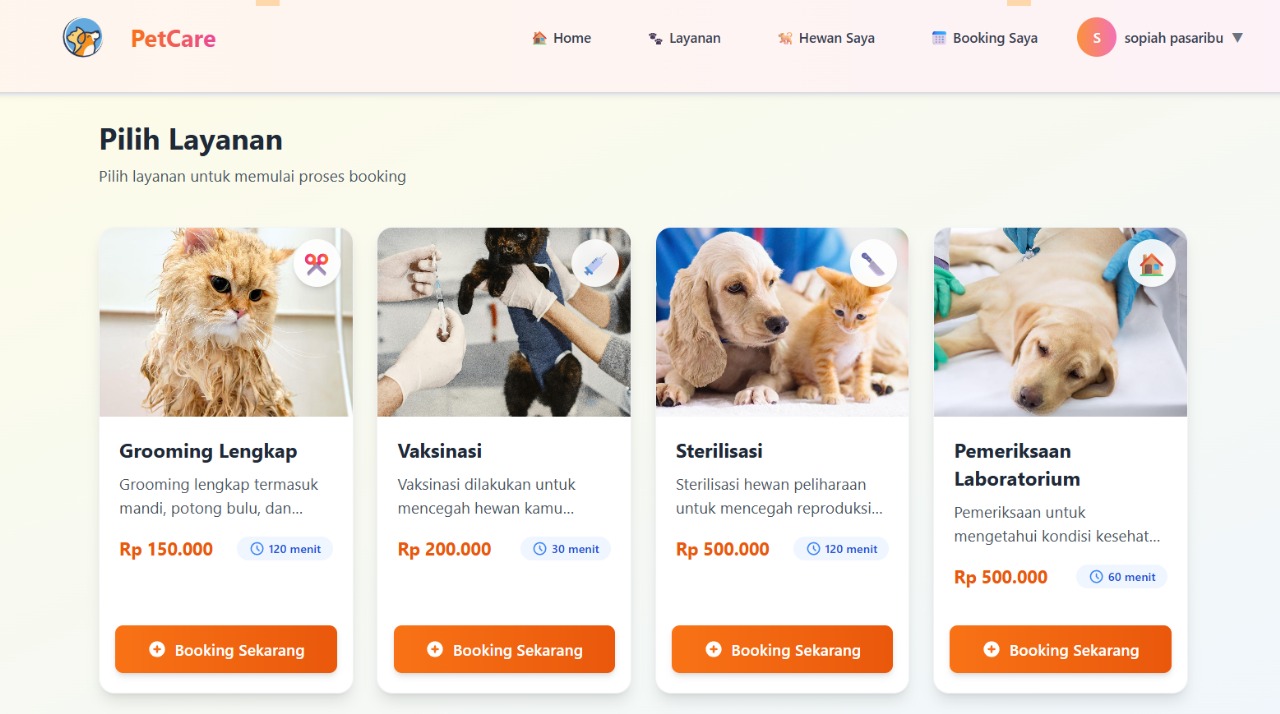 PetCare
Home
Layanan
Hewan Saya
Booking Saya
S
sopiah pasaribu ▼
Pilih Layanan
Pilih layanan untuk memulai proses booking
Grooming Lengkap
Grooming lengkap termasuk
mandi, potong bulu, dan...
Rp 150.000
120 menit
Booking Sekarang
Vaksinasi
Vaksinasi dilakukan untuk
mencegah hewan kamu...
Rp 200.000
30 menit
Booking Sekarang
Sterilisasi
Sterilisasi hewan peliharaan
untuk mencegah reproduksi...
Rp 500.000
120 menit
Booking Sekarang
Pemeriksaan
Laboratorium
Pemeriksaan untuk
mengetahui kondisi kesehat...
Rp 500.000
60 menit
Booking Sekarang